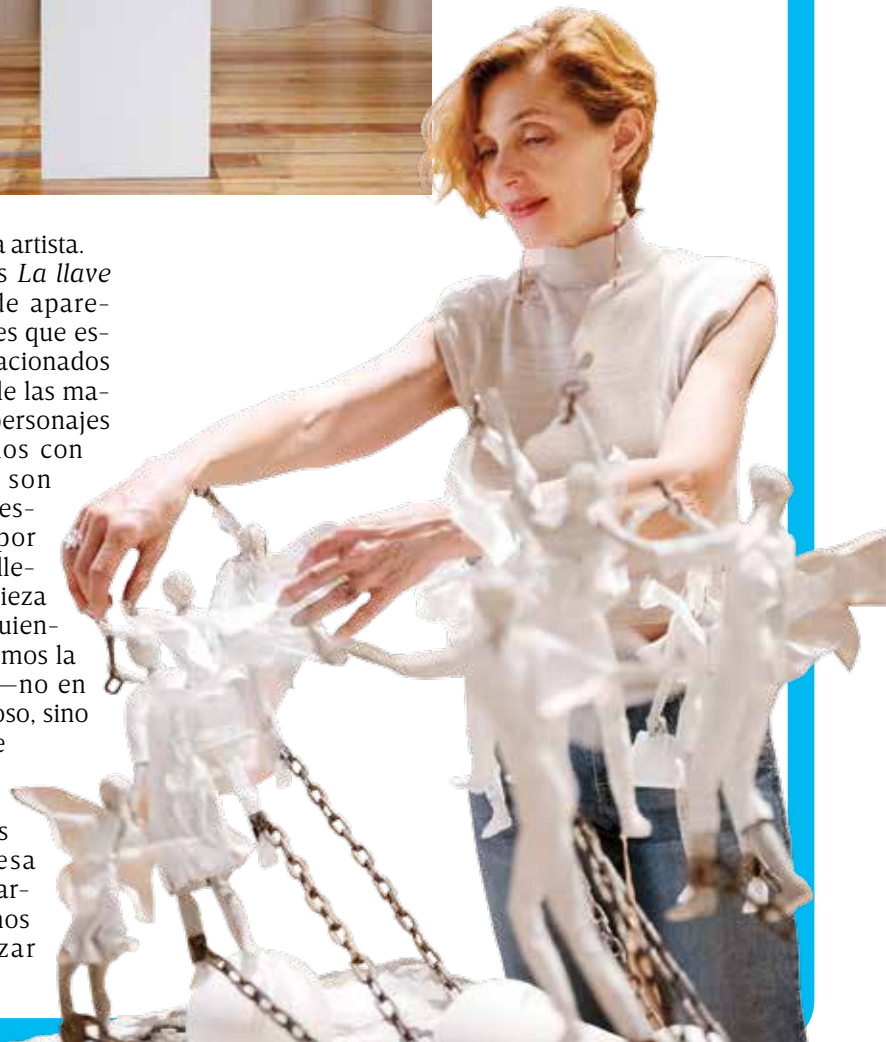 a artista.
s La llave
le apare-
es que es-
acionados
le las ma-
personajes
os con
son
es-
por
lle-
ieza
uien-
mos la
—no en
oso, sino
e
s
esa
ar-
nos
zar